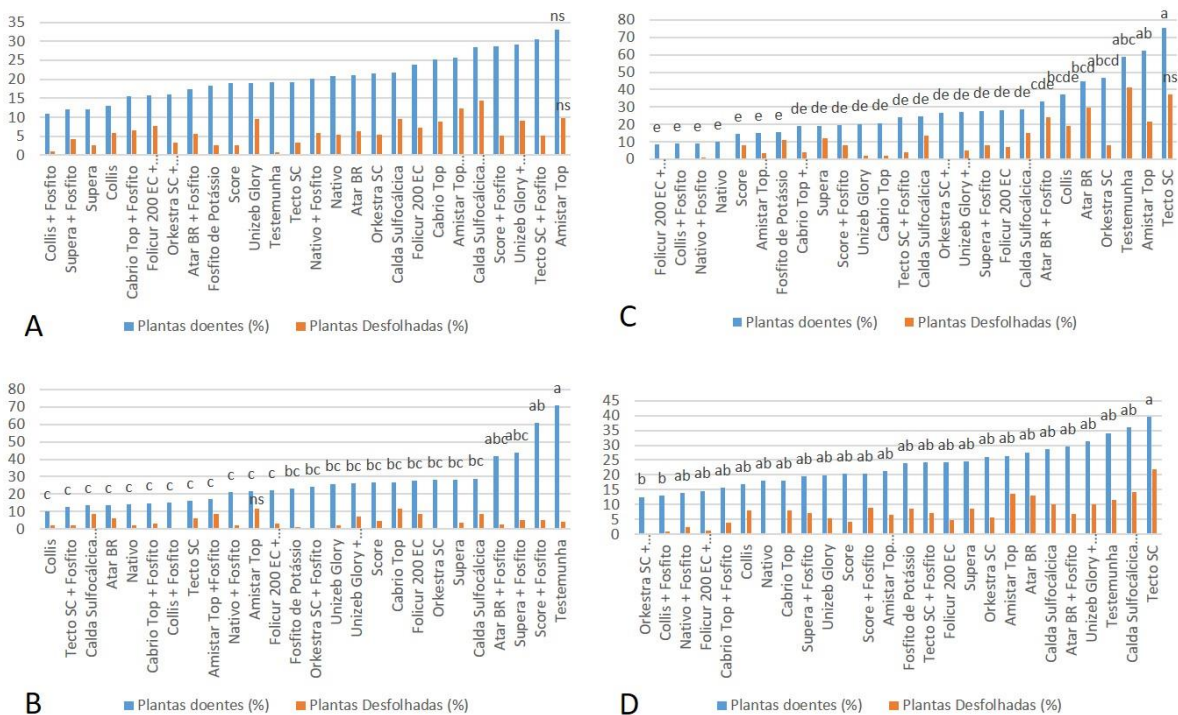 35
30
25
20
15
10
5
0
ns
ns
Collis + Fosfito
Supera + Fosfito
Supera
Collis
Cabrio Top + Fosfito
Folicur 200 EC +...
Orkestra SC +...
Atar BR + Fosfito
Fosfito de Potássio
Score
Unizeb Glory
Testemunha
Tecto SC
Nativo + Fosfito
Nativo
Atar BR
Orkestra SC
Calda Sulfocálcica
Folicur 200 EC
Cabrio Top
Amistar Top...
Calda Sulfocálcica...
Score + Fosfito
Unizeb Glory +...
Tecto SC + Fosfito
Amistar Top
A
Plantas doentes (%) Plantas Desfolhadas (%)
80
70
60
50
40
30
20
10
0
e e e e e e e de de de de de de de de de de de cde bcde bcd abcd abc ab a
ns
Folicur 200 EC +...
Collis + Fosfito
Nativo + Fosfito
Nativo
Score
Amistar Top...
Fosfito de Potássio
Cabrio Top +...
Supera
Score + Fosfito
Unizeb Glory
Cabrio Top
Tecto SC + Fosfito
Calda Sulfocálcica
Orkestra SC +...
Unizeb Glory +...
Supera + Fosfito
Folicur 200 EC
Calda Sulfocálcica...
Atar BR + Fosfito
Collis
Atar BR
Orkestra SC
Testemunha
Amistar Top
Tecto SC
C
Plantas doentes (%) Plantas Desfolhadas (%)
80
70
60
50
40
30
20
10
0
c c c c c c c c c c c bc bc bc bc bc bc bc bc bc bc abc abc ab a
ns
Collis
Tecto SC + Fosfito
Calda Sulfocálcica...
Atar BR
Nativo
Cabrio Top + Fosfito
Collis + Fosfito
Tecto SC
Amistar Top +Fosfito
Nativo + Fosfito
Amistar Top
Folicur 200 EC +...
Fosfito de Potássio
Orkestra SC + Fosfito
Unizeb Glory
Unizeb Glory +...
Score
Cabrio Top
Folicur 200 EC
Orkestra SC
Supera
Calda Sulfocálcica
Atar BR + Fosfito
Supera + Fosfito
Score + Fosfito
Testemunha
B
Plantas doentes (%) Plantas Desfolhadas (%)
45
40
35
30
25
20
15
10
5
0
b b ab ab ab ab ab ab ab ab ab ab ab ab ab ab ab ab ab ab ab ab ab ab ab a
Orkestra SC +...
Collis + Fosfito
Nativo + Fosfito
Folicur 200 EC +...
Cabrio Top + Fosfito
Collis
Nativo
Cabrio Top
Supera + Fosfito
Unizeb Glory
Score
Score + Fosfito
Amistar Top...
Fosfito de Potássio
Tecto SC + Fosfito
Folicur 200 EC
Supera
Orkestra SC
Amistar Top
Atar BR
Calda Sulfocálcica
Atar BR + Fosfito
Unizeb Glory +...
Testemunha
Calda Sulfocálcica...
Tecto SC
D
Plantas doentes (%) Plantas Desfolhadas (%)